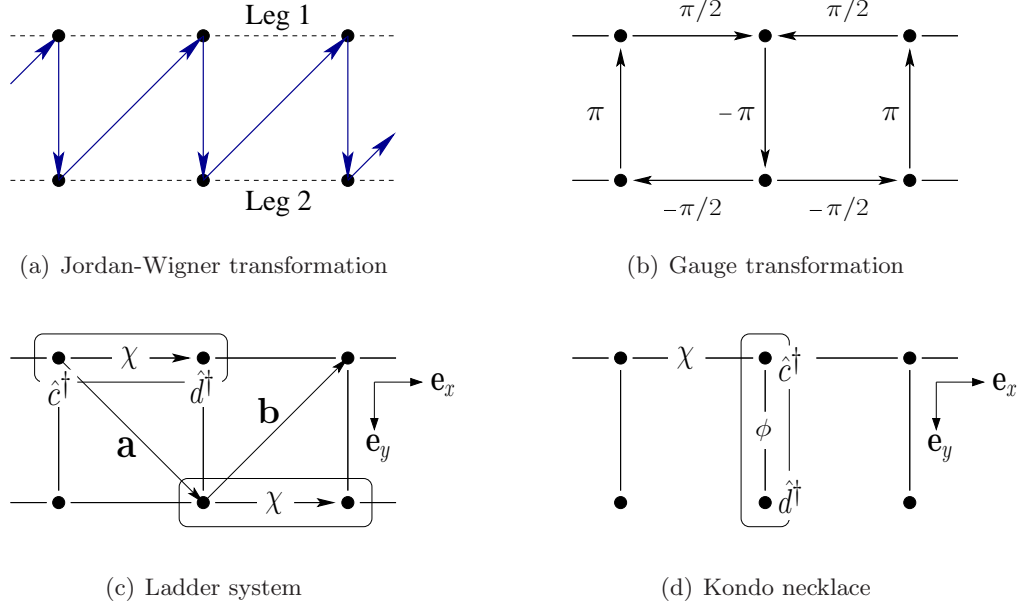 Leg 1
Leg 2
(a) Jordan-Wigner transformation
π/2 π/2
π −π π
−π/2 −π/2
(b) Gauge transformation
χ
ĉ† d̂†
a b
e_x
e_y
χ
(c) Ladder system
χ ĉ†
e_x
ϕ
e_y
d̂†
(d) Kondo necklace